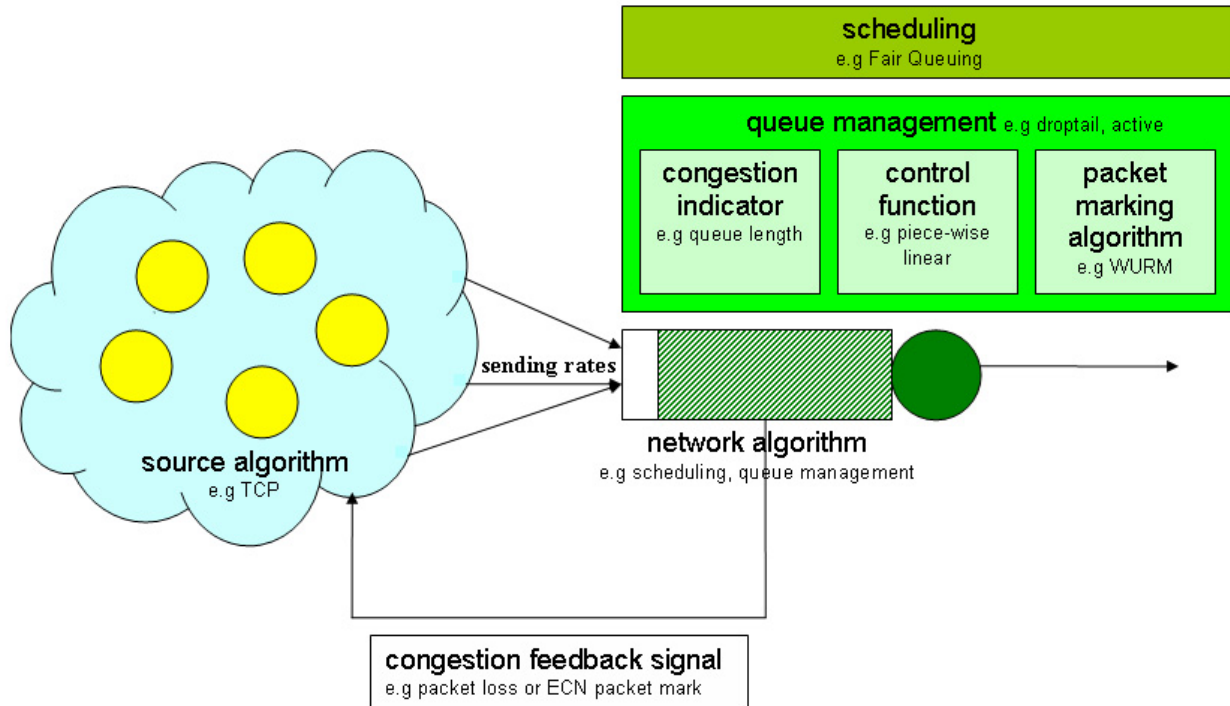 scheduling
e.g Fair Queuing
queue management e.g droptail, active
congestion
indicator
e.g queue length
control
function
e.g piece-wise
linear
packet
marking
algorithm
e.g WURM
sending rates
source algorithm
e.g TCP
network algorithm
e.g scheduling, queue management
congestion feedback signal
e.g packet loss or ECN packet mark